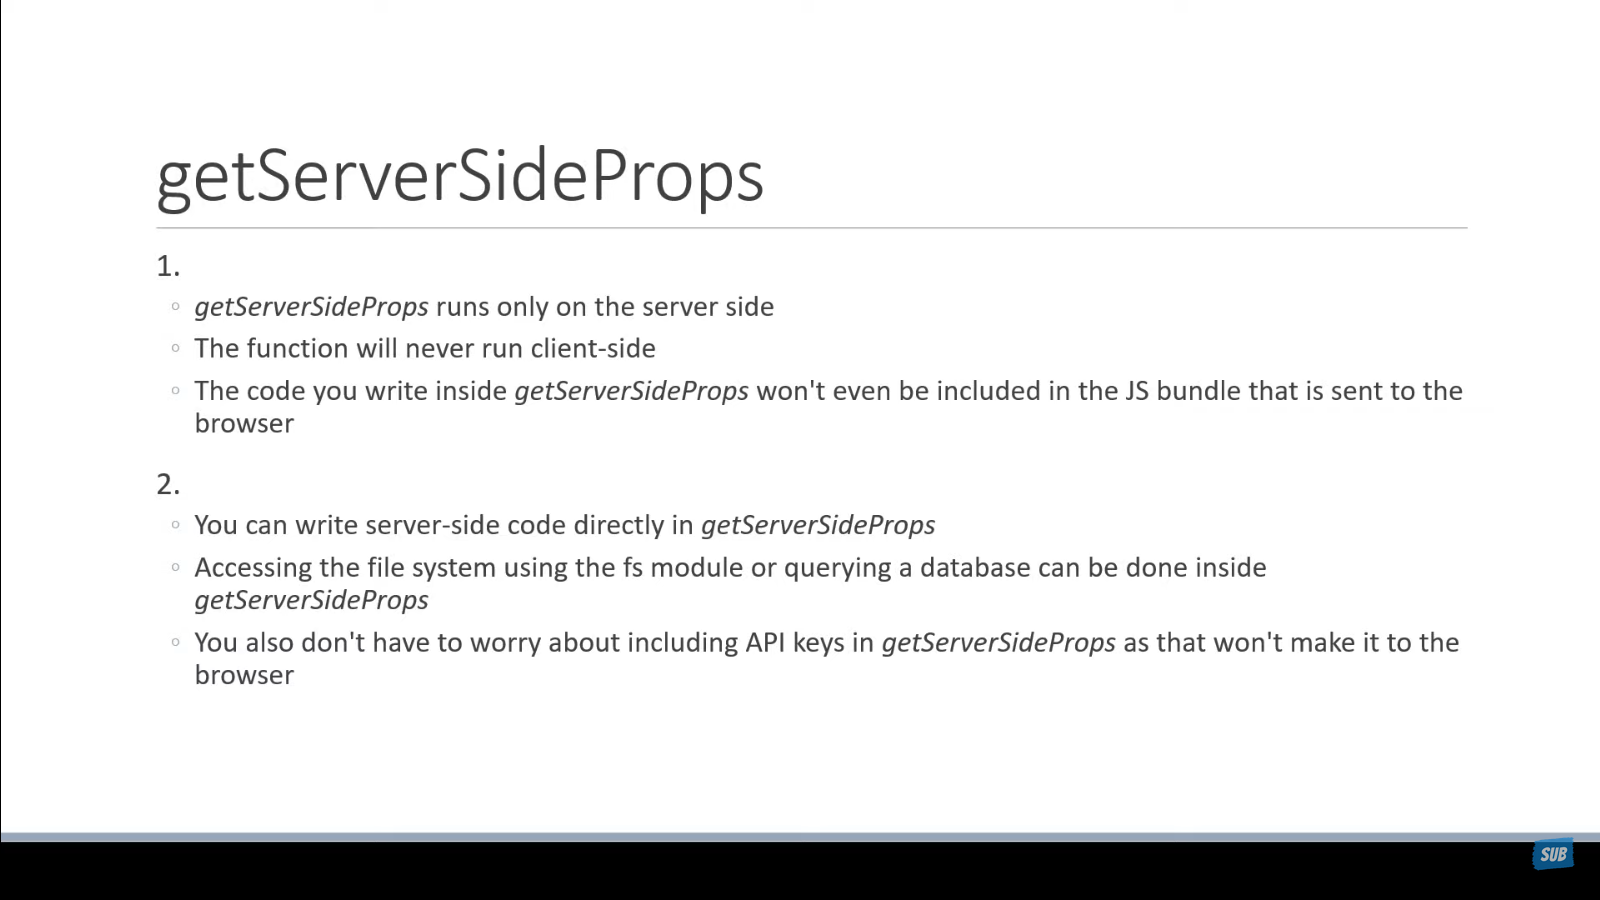 getServerSideProps
1.
getServerSideProps runs only on the server side
The function will never run client-side
The code you write inside getServerSideProps won't even be included in the JS bundle that is sent to the
browser
2.
You can write server-side code directly in getServerSideProps
Accessing the file system using the fs module or querying a database can be done inside
getServerSideProps
You also don't have to worry about including API keys in getServerSideProps as that won't make it to the
browser
SUB